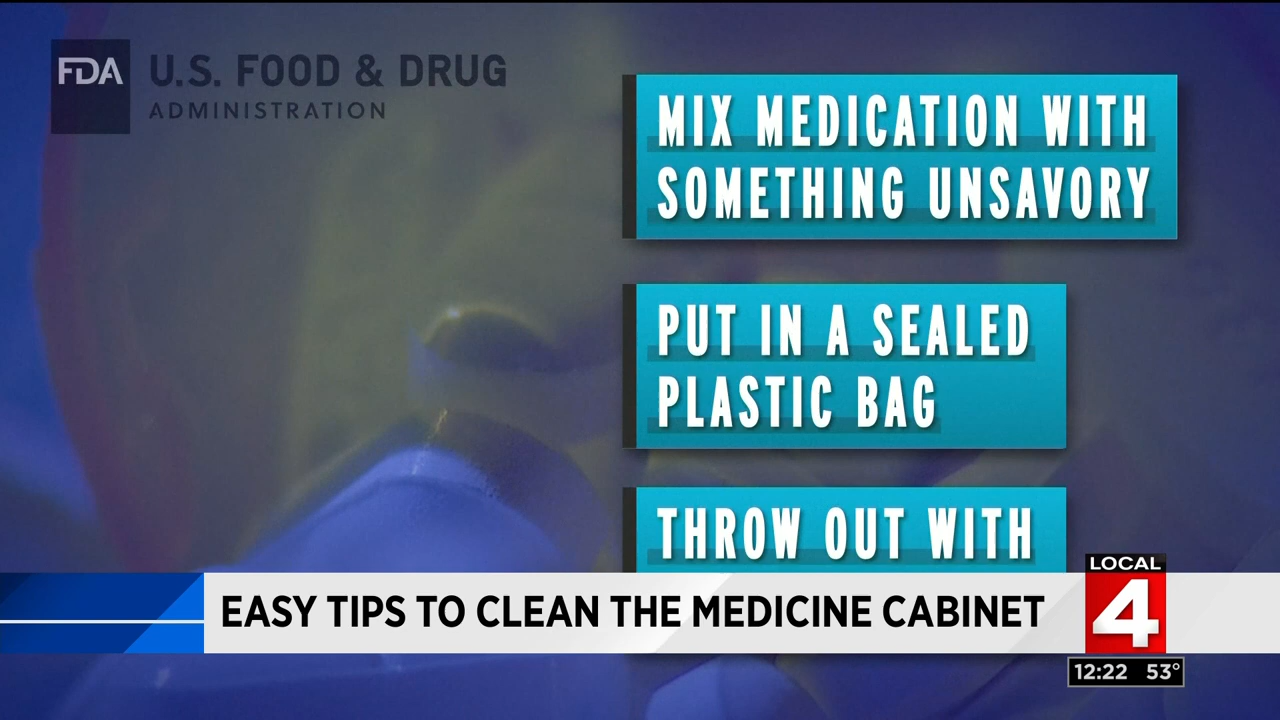 FDA
U.S. FOOD & DRUG
ADMINISTRATION
MIX MEDICATION WITH
SOMETHING UNSAVORY
PUT IN A SEALED
PLASTIC BAG
THROW OUT WITH
EASY TIPS TO CLEAN THE MEDICINE CABINET
LOCAL
4
12:22 53°